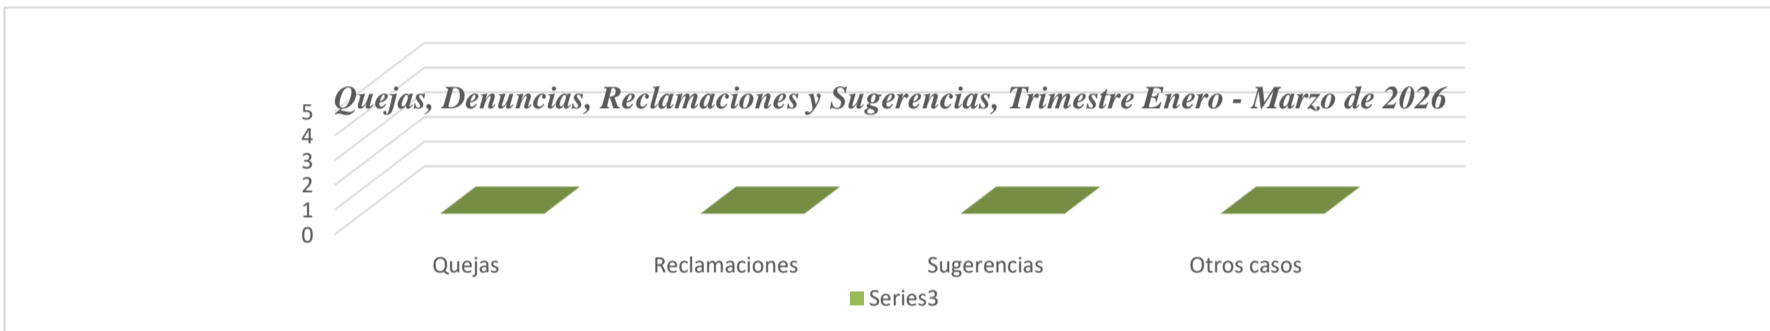 Quejas, Denuncias, Reclamaciones y Sugerencias, Trimestre Enero - Marzo de 2026
5
4
3
2
1
0
Quejas Reclamaciones Sugerencias Otros casos
Series3